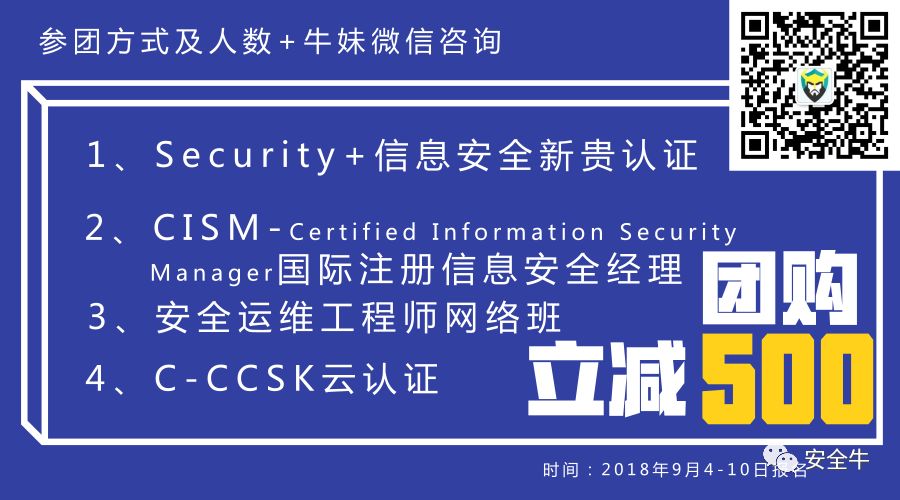 参团方式及人数+牛妹微信咨询
1、Security+信息安全新贵认证
2、CISM-Certified Information Security
Manager国际注册信息安全经理
3、安全运维工程师网络班
4、C-CCSK云认证
团购
立减500
时间：2018年9月4-10日报名
安全牛